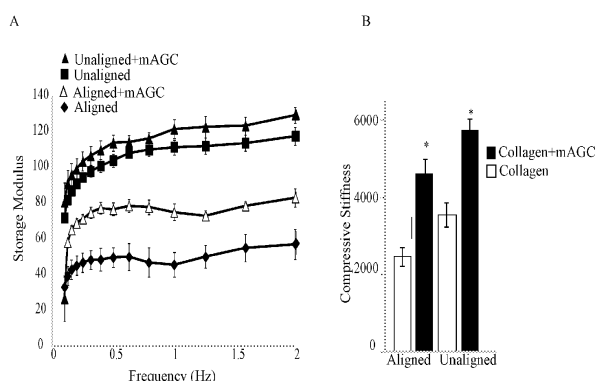 A
Unaligned+mAGC
Unaligned
Aligned+mAGC
Aligned
140
120
100
80
60
40
20
0
Storage Modulus
0 0.5 1 1.5 2
Frequency (Hz)
B
6000
4000
2000
0
Compressive Stiffness
*
*
Collagen+mAGC
Collagen
Aligned Unaligned